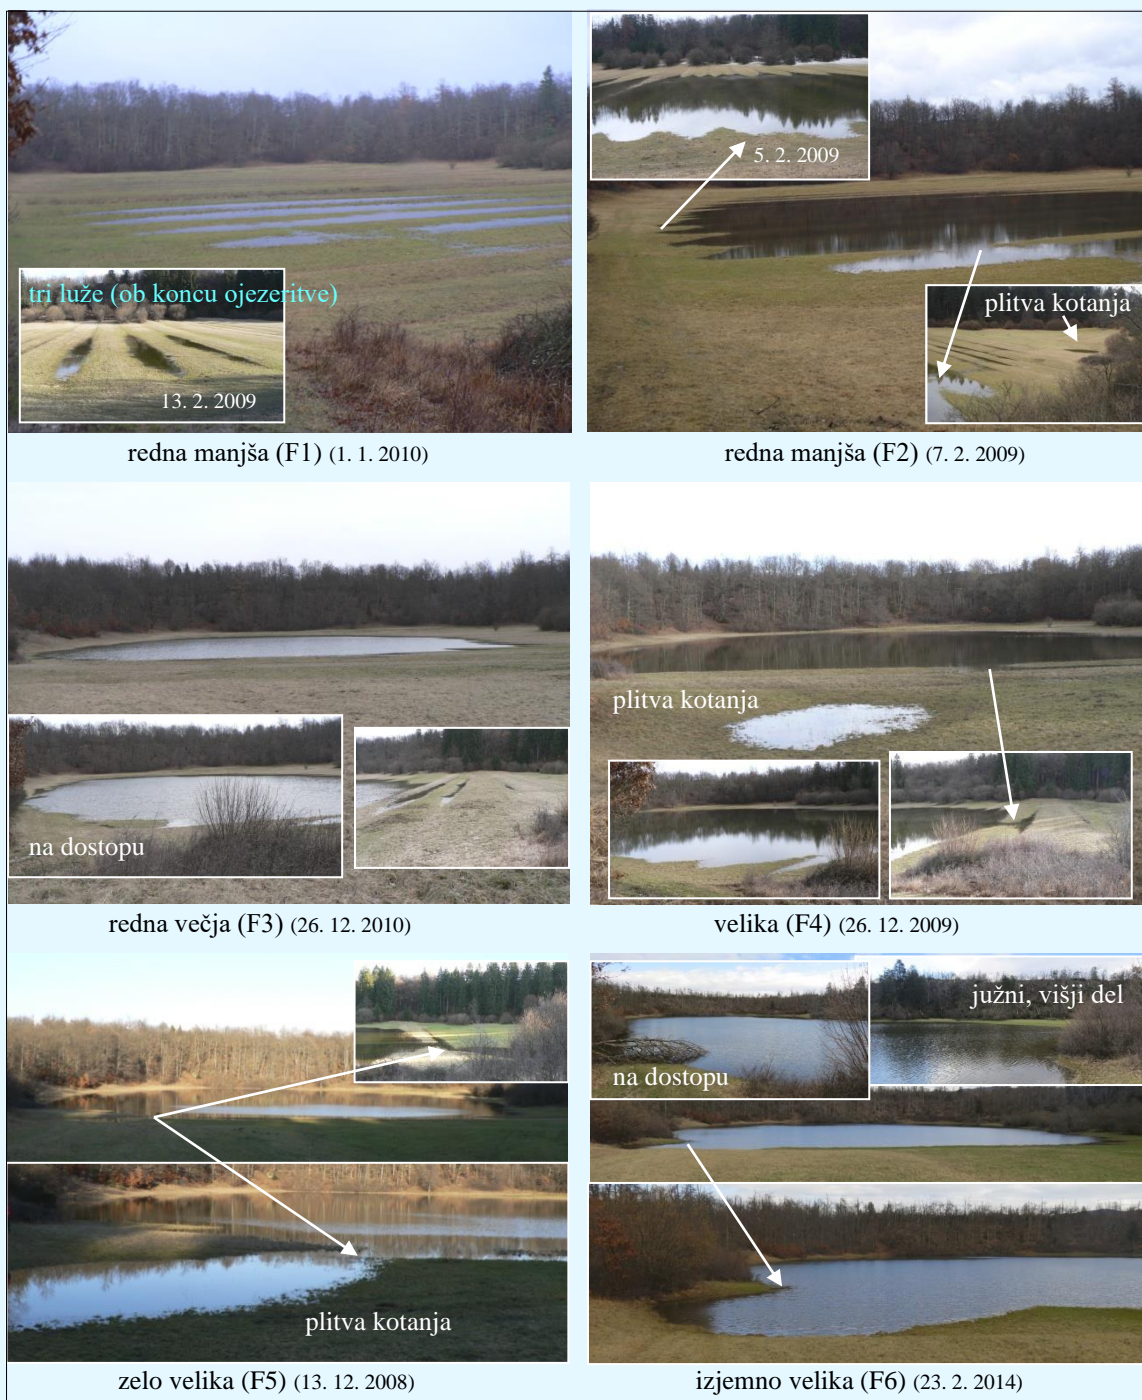 5. 2. 2009
tri luže (ob koncu ojezeritve)
plitva kotanja
13. 2. 2009
redna manjša (F1) (1. 1. 2010)
redna manjša (F2) (7. 2. 2009)
plitva kotanja
na dostopu
redna večja (F3) (26. 12. 2010)
velika (F4) (26. 12. 2009)
južni, višji del
na dostopu
plitva kotanja
zelo velika (F5) (13. 12. 2008)
izjemno velika (F6) (23. 2. 2014)